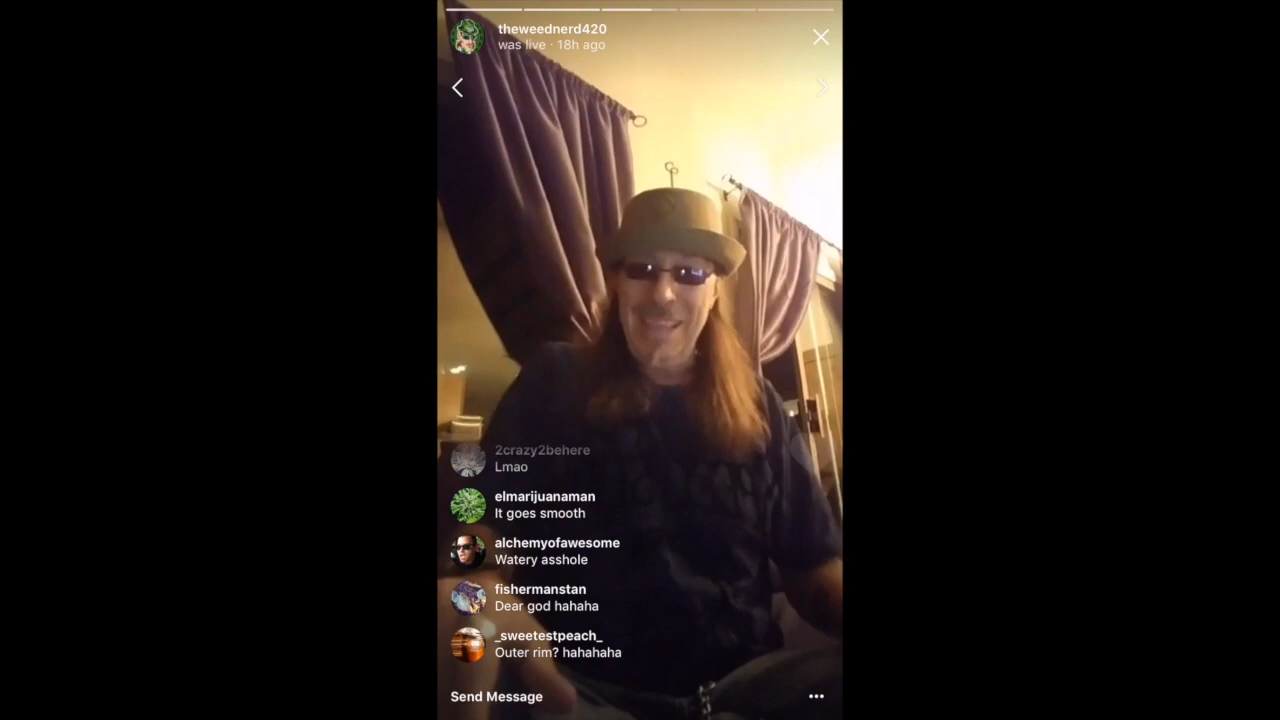 theweednerd420
was live · 18h ago
2crazy2behere
Lmao
elmarijuanaman
It goes smooth
alchemyofawesome
Watery asshole
fishermanstan
Dear god hahaha
_sweetestpeach_
Outer rim? hahahaha
Send Message